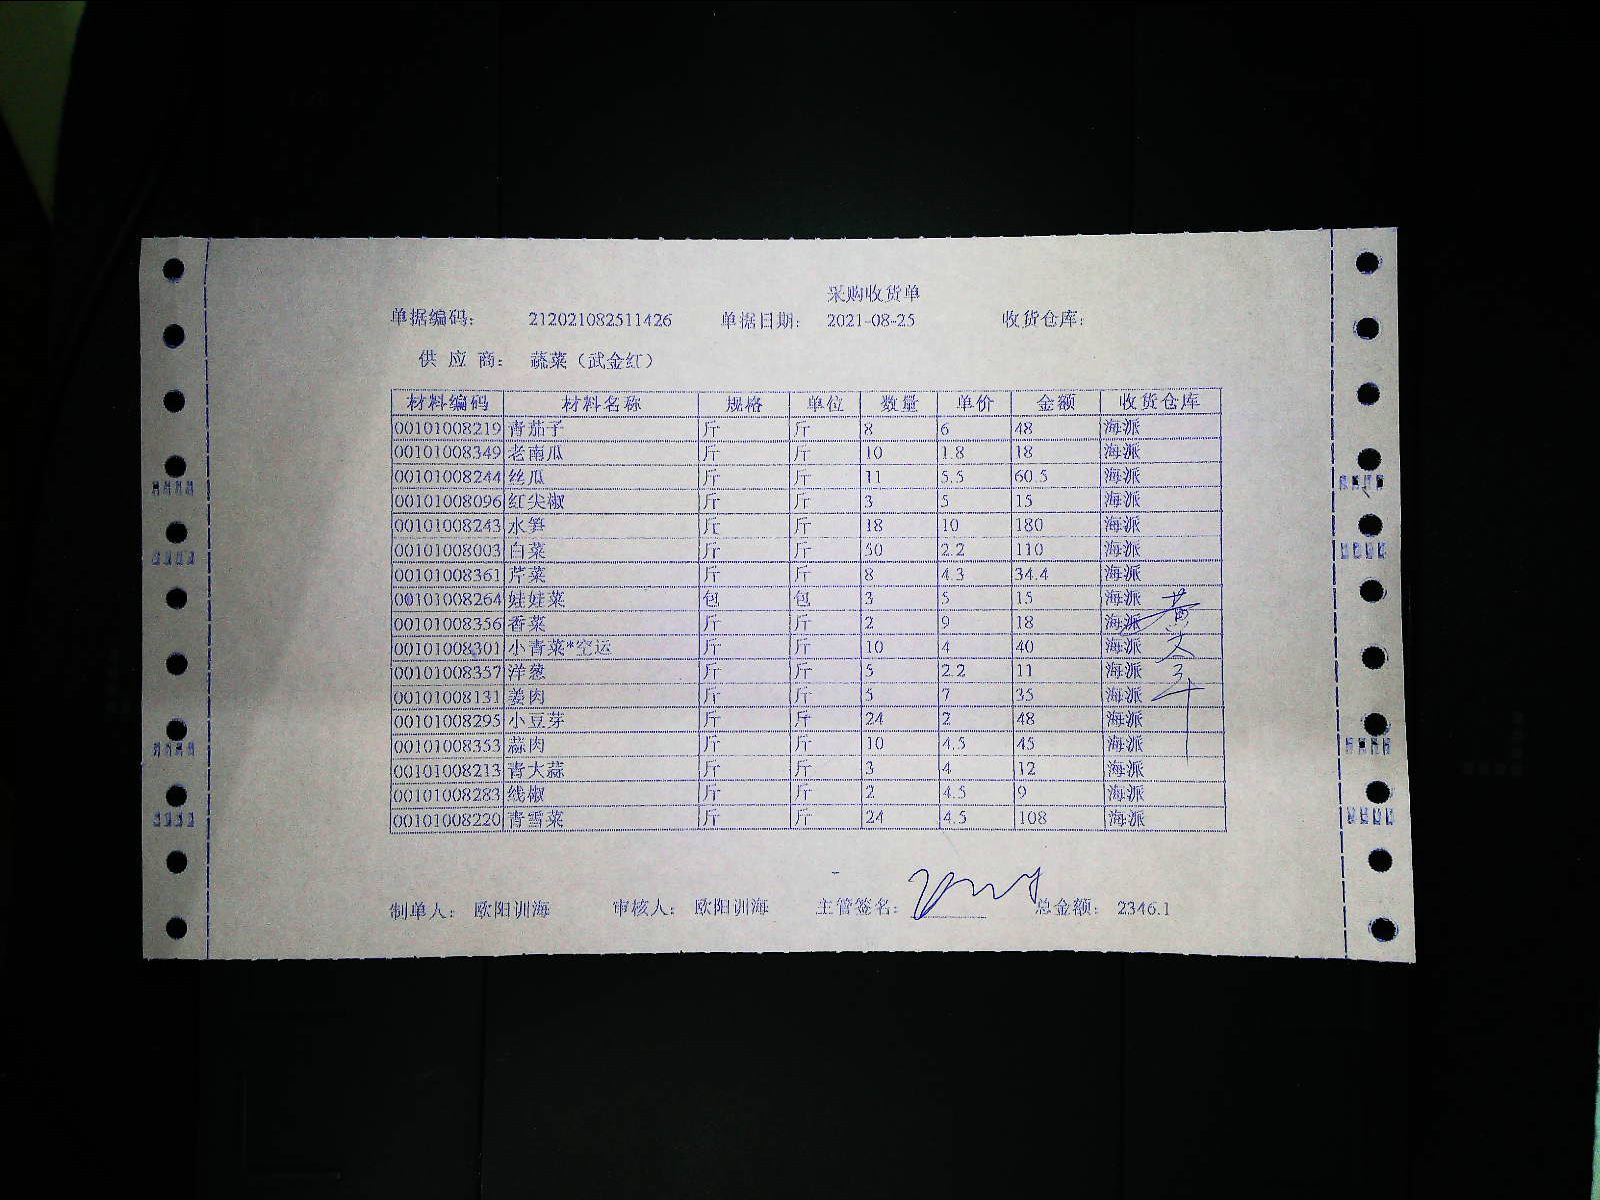 采购收货单
单据编码： 212021082511426 单据日期： 2021-08-25 收货仓库：
供 应 商： 蔬菜（武金红）
材料编码 材料名称 规格 单位 数量 单价 金额 收货仓库
00101008219 青茄子 斤 斤 8 6 48 海派
00101008349 老南瓜 斤 斤 10 1.8 18 海派
00101008244 丝瓜 斤 斤 11 5.5 60.5 海派
00101008096 红尖椒 斤 斤 3 5 15 海派
00101008243 水笋 斤 斤 18 10 180 海派
00101008003 白菜 斤 斤 50 2.2 110 海派
00101008361 芹菜 斤 斤 8 4.3 34.4 海派
00101008264 娃娃菜 包 包 3 5 15 海派
00101008356 香菜 斤 斤 2 9 18 海派
00101008301 小青菜*空运 斤 斤 10 4 40 海派
00101008357 洋葱 斤 斤 5 2.2 11 海派
00101008131 姜肉 斤 斤 5 7 35 海派
00101008295 小豆芽 斤 斤 24 2 48 海派
00101008353 蒜肉 斤 斤 10 4.5 45 海派
00101008213 青大蒜 斤 斤 3 4 12 海派
00101008283 线椒 斤 斤 2 4.5 9 海派
00101008220 青雪菜 斤 斤 24 4.5 108 海派
制单人： 欧阳训海 审核人： 欧阳训海 主管签名： 总金额： 2346.1